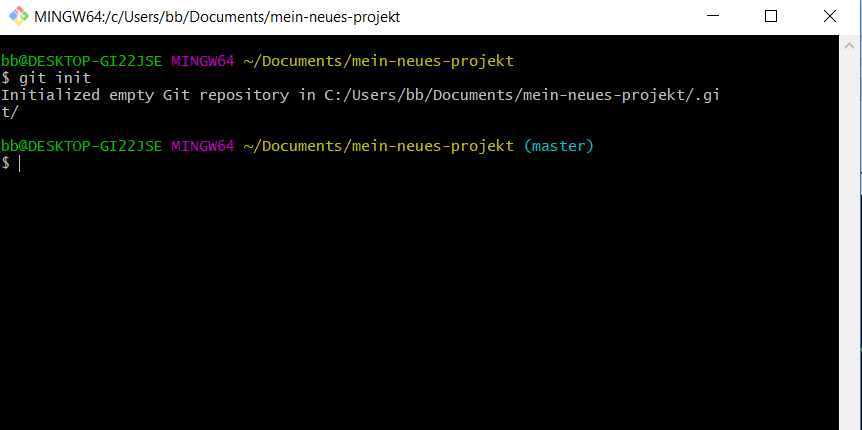 MINGW64:/c/Users/bb/Documents/mein-neues-projekt
bb@DESKTOP-GI22JSE MINGW64 ~/Documents/mein-neues-projekt
$ git init
Initialized empty Git repository in C:/Users/bb/Documents/mein-neues-projekt/.gi
t/
bb@DESKTOP-GI22JSE MINGW64 ~/Documents/mein-neues-projekt (master)
$